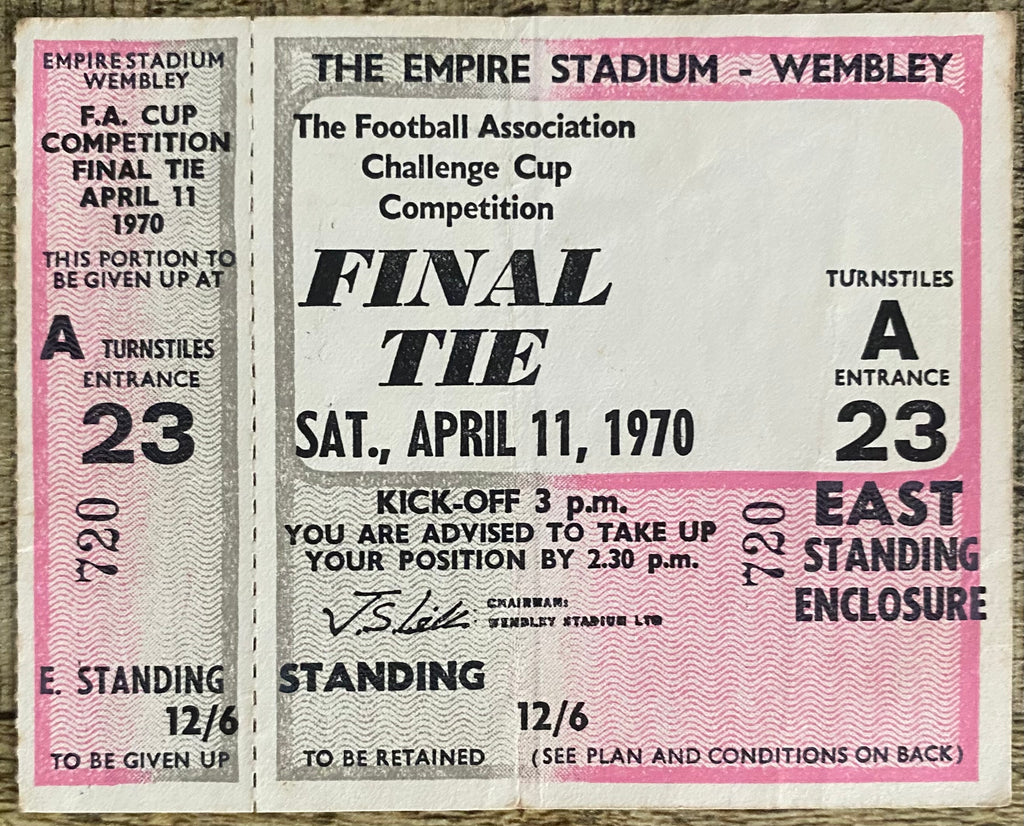 EMPIRE STADIUM
WEMBLEY
F.A. CUP
COMPETITION
FINAL TIE
APRIL 11
1970
THIS PORTION TO
BE GIVEN UP AT
A TURNSTILES
ENTRANCE
23
720
E. STANDING
12/6
TO BE GIVEN UP
THE EMPIRE STADIUM - WEMBLEY
The Football Association
Challenge Cup
Competition
FINAL
TIE
SAT., APRIL 11, 1970
TURNSTILES
A
ENTRANCE
23
KICK-OFF 3 p.m.
YOU ARE ADVISED TO TAKE UP
YOUR POSITION BY 2.30 p.m.
720
EAST
STANDING
ENCLOSURE
CHAIRMAN:
WEMBLEY STADIUM LTD
STANDING
12/6
TO BE RETAINED (SEE PLAN AND CONDITIONS ON BACK)